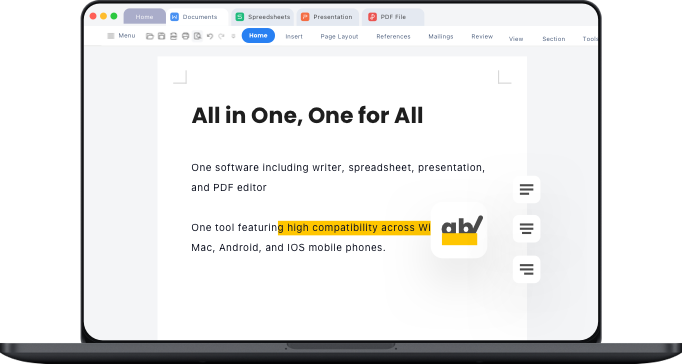 Home Documents Spreedsheets Presentation PDF File
Menu Home Insert Page Layout References Mailings Review View Section Tools
All in One, One for All
One software including writer, spreadsheet, presentation,
and PDF editor
One tool featuring high compatibility across Wi
ab
Mac, Android, and IOS mobile phones.